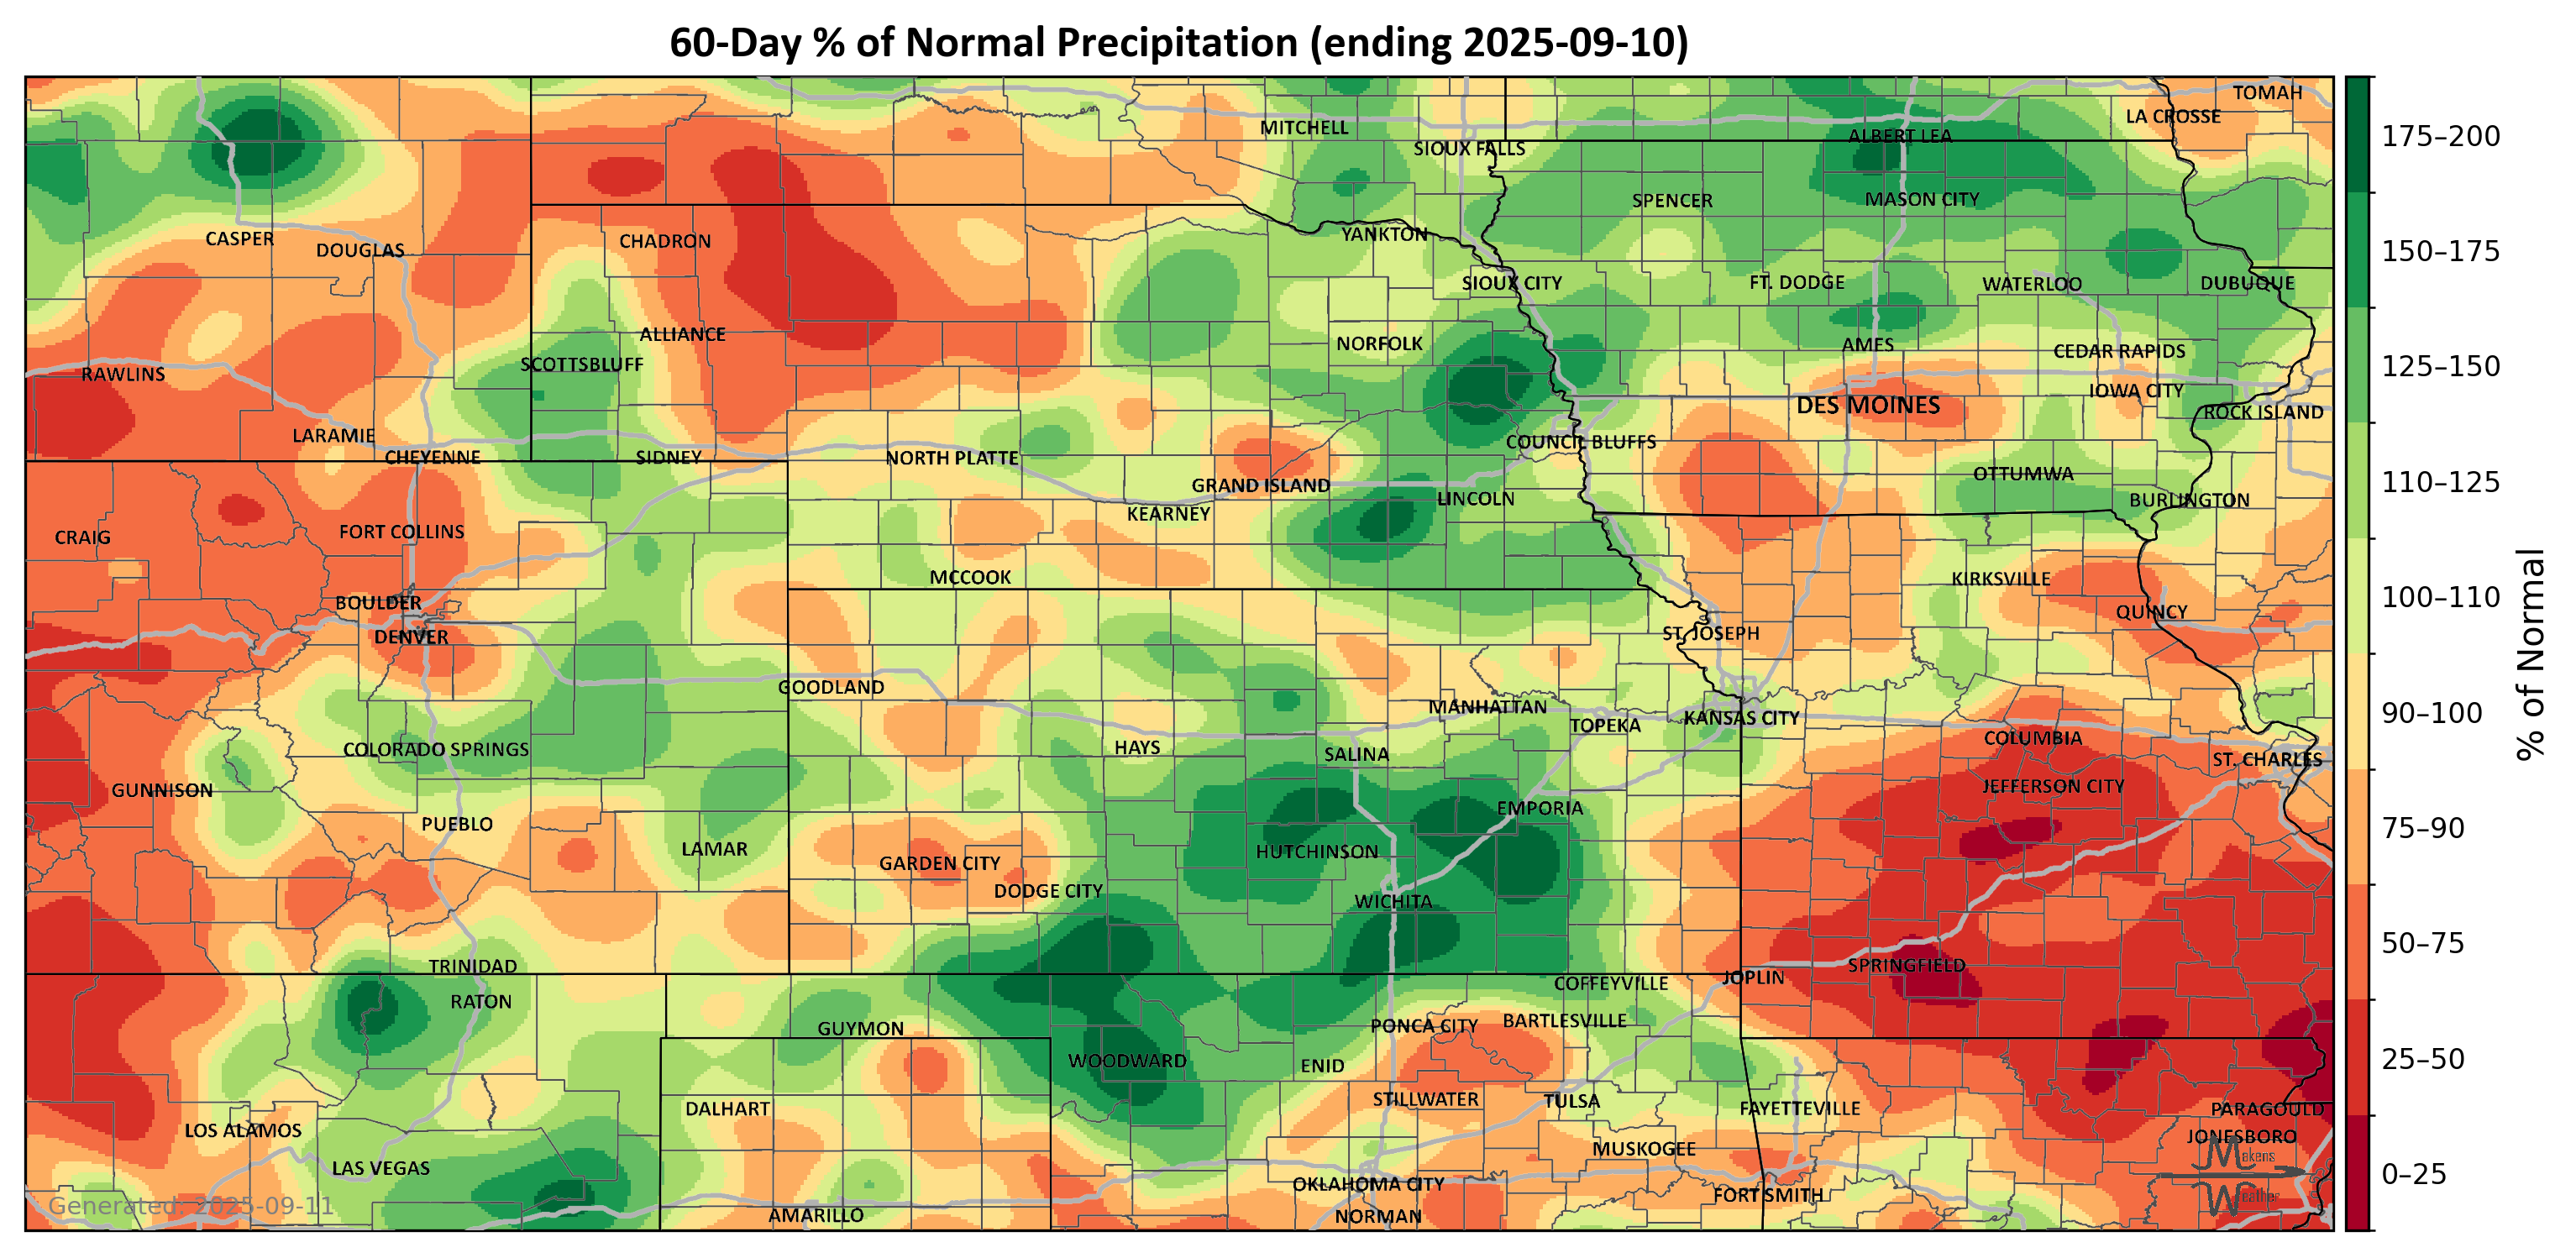 60-Day % of Normal Precipitation (ending 2025-09-10)
TOMAH
LA CROSSE
MITCHELL
ALBERT LEA
SIOUX FALLS
SPENCER
MASON CITY
YANKTON
CASPER
DOUGLAS
CHADRON
SIOUX CITY
FT. DODGE
WATERLOO
DUBUQUE
ALLIANCE
NORFOLK
AMES
CEDAR RAPIDS
SCOTTSBLUFF
RAWLINS
IOWA CITY
DES MOINES
ROCK ISLAND
LARAMIE
COUNCIL BLUFFS
CHEYENNE
SIDNEY
NORTH PLATTE
OTTUMWA
GRAND ISLAND
LINCOLN
BURLINGTON
KEARNEY
CRAIG
FORT COLLINS
MCCOOK
KIRKSVILLE
BOULDER
QUINCY
DENVER
ST. JOSEPH
GOODLAND
MANHATTAN
TOPEKA
KANSAS CITY
COLUMBIA
COLORADO SPRINGS
HAYS
SALINA
ST. CHARLES
GUNNISON
JEFFERSON CITY
EMPORIA
PUEBLO
LAMAR
HUTCHINSON
GARDEN CITY
DODGE CITY
WICHITA
TRINIDAD
SPRINGFIELD
JOPLIN
COFFEYVILLE
RATON
GUYMON
PONCA CITY
BARTLESVILLE
WOODWARD
ENID
STILLWATER
TULSA
DALHART
FAYETTEVILLE
PARAGOULD
LOS ALAMOS
JONESBORO
MUSKOGEE
LAS VEGAS
OKLAHOMA CITY
FORT SMITH
AMARILLO
NORMAN
Generated: 2025-09-11
Makens
Weather
175–200
150–175
125–150
110–125
100–110
90–100
75–90
50–75
25–50
0–25
% of Normal